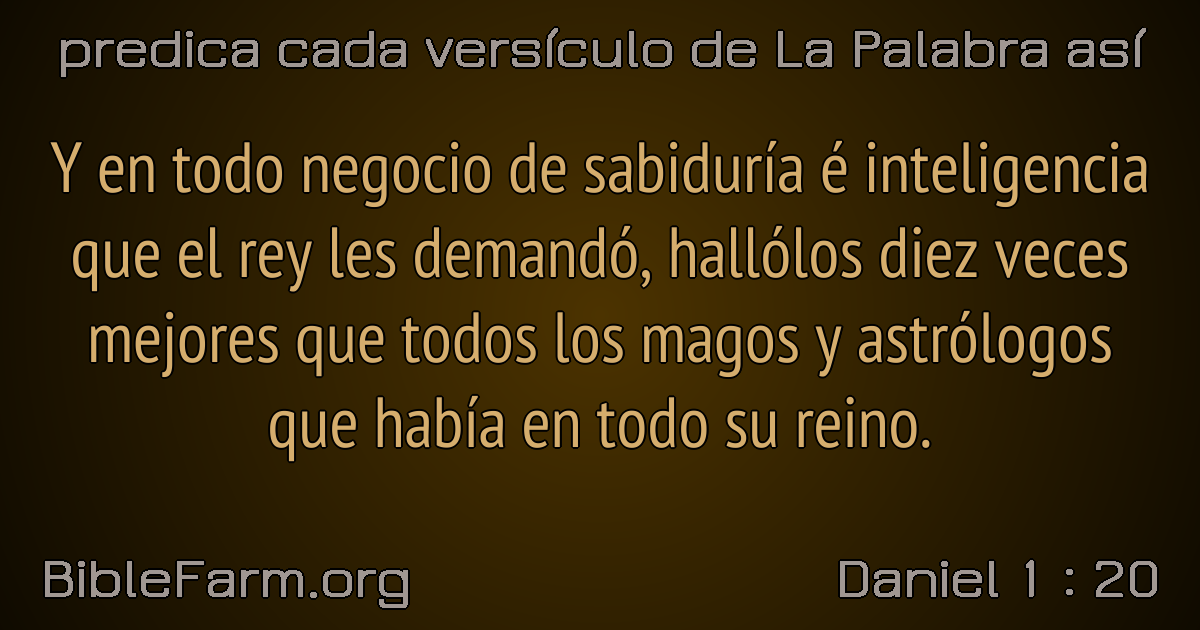 predica cada versículo de La Palabra así
Y en todo negocio de sabiduría é inteligencia
que el rey les demandó, hallólos diez veces
mejores que todos los magos y astrólogos
que había en todo su reino.
BibleFarm.org
Daniel 1 : 20